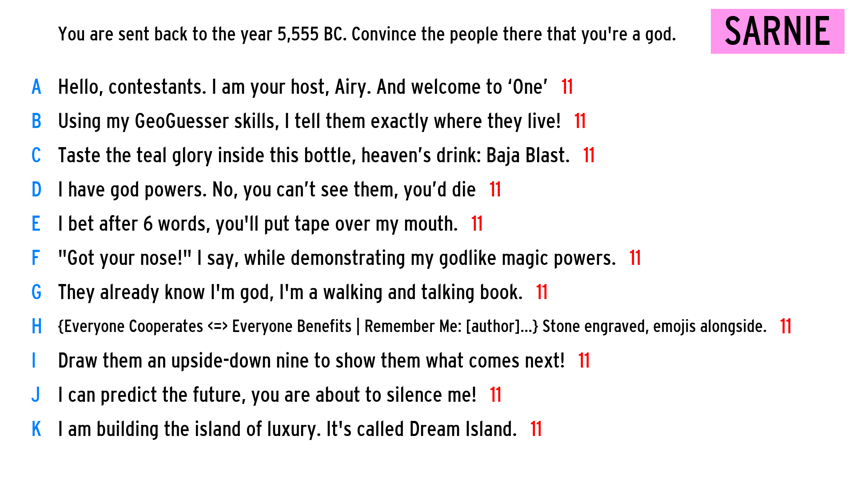 You are sent back to the year 5,555 BC. Convince the people there that you're a god.
SARNIE
A Hello, contestants. I am your host, Airy. And welcome to ‘One’ 11
B Using my GeoGuesser skills, I tell them exactly where they live! 11
C Taste the teal glory inside this bottle, heaven’s drink: Baja Blast. 11
D I have god powers. No, you can’t see them, you’d die 11
E I bet after 6 words, you'll put tape over my mouth. 11
F "Got your nose!" I say, while demonstrating my godlike magic powers. 11
G They already know I'm god, I'm a walking and talking book. 11
H {Everyone Cooperates <=> Everyone Benefits | Remember Me: [author]...} Stone engraved, emojis alongside. 11
I Draw them an upside-down nine to show them what comes next! 11
J I can predict the future, you are about to silence me! 11
K I am building the island of luxury. It's called Dream Island. 11